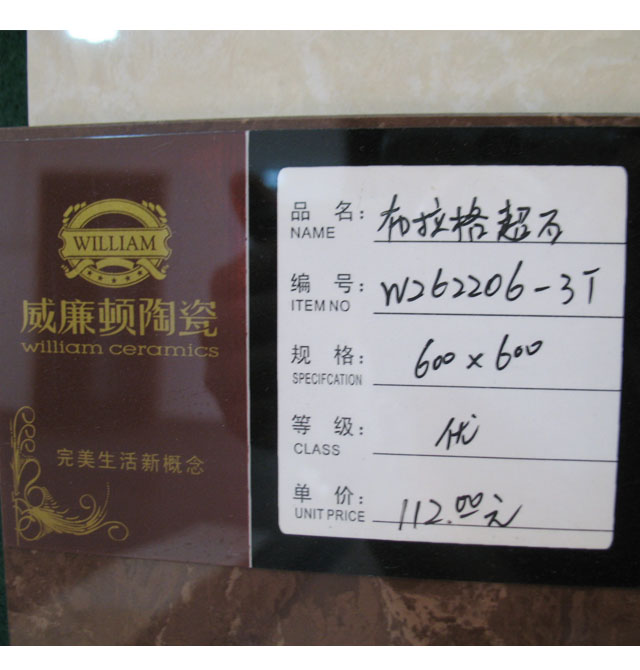 WILLIAM
威廉顿陶瓷
william ceramics
完美生活新概念
品 名: 布拉格超石
NAME
编 号: W262206-3T
ITEM NO
规 格: 600×600
SPECIFCATION
等 级: 优
CLASS
单 价: 112.00元
UNIT PRICE